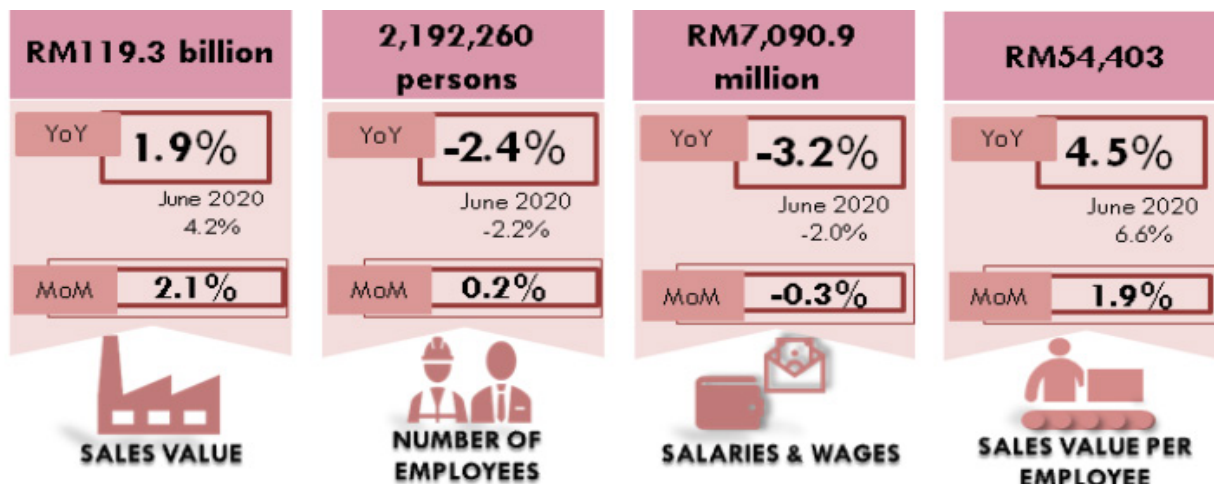 RM119.3 billion
YoY
1.9%
June 2020
4.2%
MoM
2.1%
SALES VALUE
2,192,260
persons
YoY
-2.4%
June 2020
-2.2%
MoM
0.2%
NUMBER OF
EMPLOYEES
RM7,090.9
million
YoY
-3.2%
June 2020
-2.0%
MoM
-0.3%
SALARIES & WAGES
RM54,403
YoY
4.5%
June 2020
6.6%
MoM
1.9%
SALES VALUE PER
EMPLOYEE